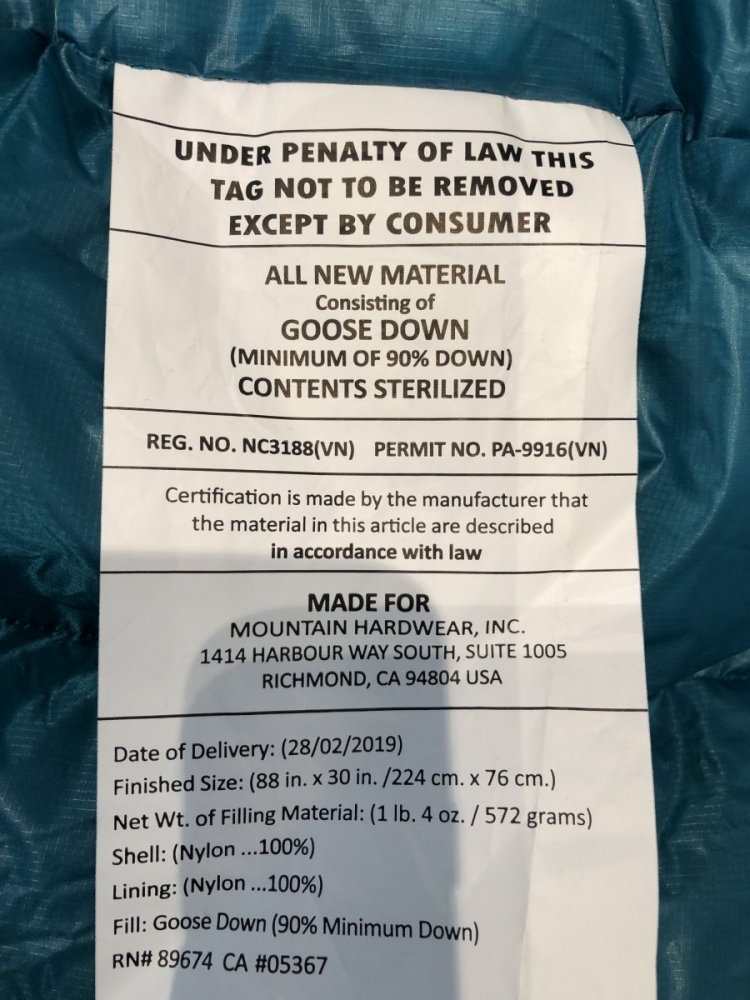 UNDER PENALTY OF LAW THIS
TAG NOT TO BE REMOVED
EXCEPT BY CONSUMER
ALL NEW MATERIAL
Consisting of
GOOSE DOWN
(MINIMUM OF 90% DOWN)
CONTENTS STERILIZED
REG. NO. NC3188(VN) PERMIT NO. PA-9916(VN)
Certification is made by the manufacturer that
the material in this article are described
in accordance with law
MADE FOR
MOUNTAIN HARDWEAR, INC.
1414 HARBOUR WAY SOUTH, SUITE 1005
RICHMOND, CA 94804 USA
Date of Delivery: (28/02/2019)
Finished Size: (88 in. x 30 in. /224 cm. x 76 cm.)
Net Wt. of Filling Material: (1 lb. 4 oz. / 572 grams)
Shell: (Nylon ...100%)
Lining: (Nylon ...100%)
Fill: Goose Down (90% Minimum Down)
RN# 89674 CA #05367